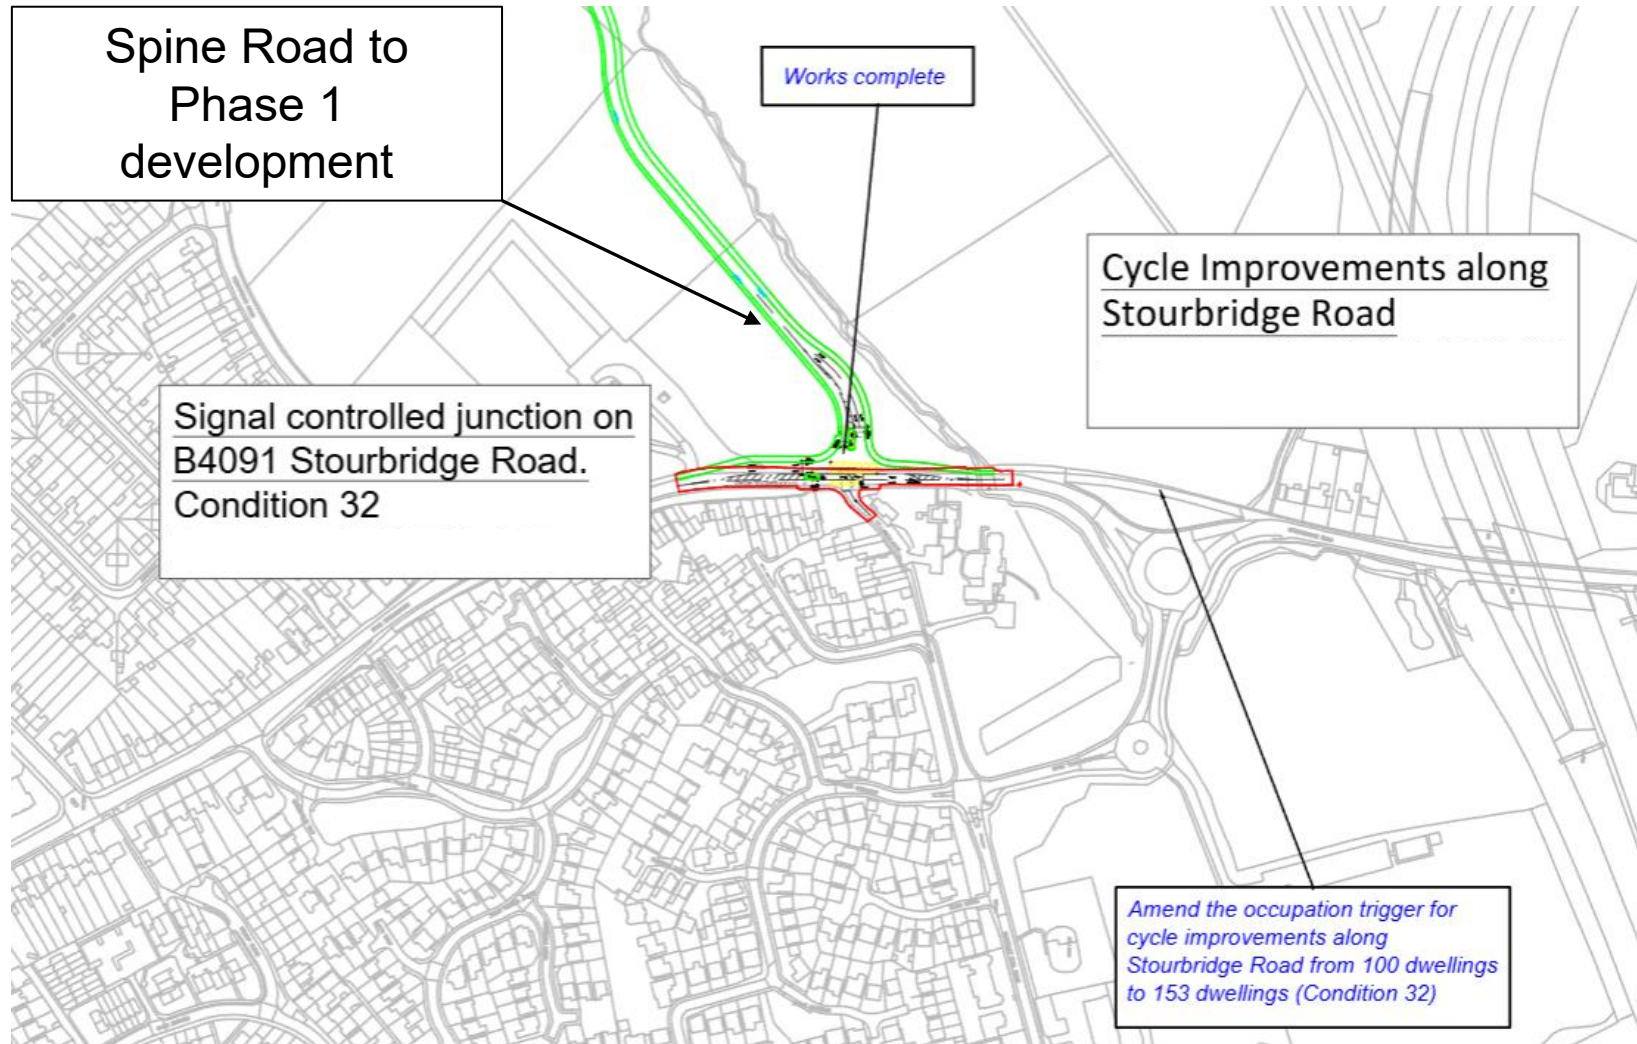 Spine Road to
Phase 1
development
Works complete
Cycle Improvements along
Stourbridge Road
Signal controlled junction on
B4091 Stourbridge Road.
Condition 32
Amend the occupation trigger for
cycle improvements along
Stourbridge Road from 100 dwellings
to 153 dwellings (Condition 32)